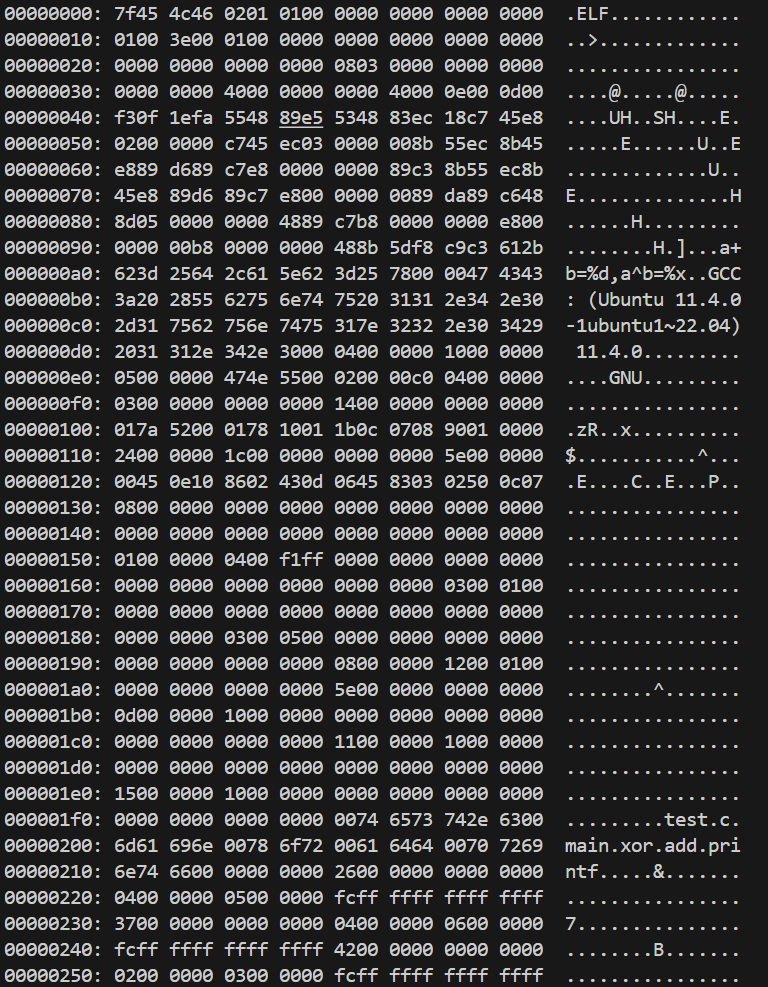 00000000: 7f45 4c46 0201 0100 0000 0000 0000 0000  .ELF............
00000010: 0100 3e00 0100 0000 0000 0000 0000 0000  ..>.............
00000020: 0000 0000 0000 0000 0803 0000 0000 0000  ................
00000030: 0000 0000 4000 0000 0000 4000 0e00 0d00  ....@.....@.....
00000040: f30f 1efa 5548 89e5 5348 83ec 18c7 45e8  ....UH..SH....E.
00000050: 0200 0000 c745 ec03 0000 008b 55ec 8b45  .....E......U..E
00000060: e889 d689 c7e8 0000 0000 89c3 8b55 ec8b  .............U..
00000070: 45e8 89d6 89c7 e800 0000 0089 da89 c648  E..............H
00000080: 8d05 0000 0000 4889 c7b8 0000 0000 e800  ......H.........
00000090: 0000 00b8 0000 0000 488b 5df8 c9c3 612b  ........H.]...a+
000000a0: 623d 2564 2c61 5e62 3d25 7800 0047 4343  b=%d,a^b=%x..GCC
000000b0: 3a20 2855 6275 6e74 7520 3131 2e34 2e30  : (Ubuntu 11.4.0
000000c0: 2d31 7562 756e 7475 317e 3232 2e30 3429  -1ubuntu1~22.04)
000000d0: 2031 312e 342e 3000 0400 0000 1000 0000   11.4.0.........
000000e0: 0500 0000 474e 5500 0200 00c0 0400 0000  ....GNU.........
000000f0: 0300 0000 0000 0000 1400 0000 0000 0000  ................
00000100: 017a 5200 0178 1001 1b0c 0708 9001 0000  .zR..x..........
00000110: 2400 0000 1c00 0000 0000 0000 5e00 0000  $...........^...
00000120: 0045 0e10 8602 430d 0645 8303 0250 0c07  .E....C..E...P..
00000130: 0800 0000 0000 0000 0000 0000 0000 0000  ................
00000140: 0000 0000 0000 0000 0000 0000 0000 0000  ................
00000150: 0100 0000 0400 f1ff 0000 0000 0000 0000  ................
00000160: 0000 0000 0000 0000 0000 0000 0300 0100  ................
00000170: 0000 0000 0000 0000 0000 0000 0000 0000  ................
00000180: 0000 0000 0300 0500 0000 0000 0000 0000  ................
00000190: 0000 0000 0000 0000 0800 0000 1200 0100  ................
000001a0: 0000 0000 0000 0000 5e00 0000 0000 0000  ........^.......
000001b0: 0d00 0000 1000 0000 0000 0000 0000 0000  ................
000001c0: 0000 0000 0000 0000 1100 0000 1000 0000  ................
000001d0: 0000 0000 0000 0000 0000 0000 0000 0000  ................
000001e0: 1500 0000 1000 0000 0000 0000 0000 0000  ................
000001f0: 0000 0000 0000 0000 0074 6573 742e 6300  .........test.c.
00000200: 6d61 696e 0078 6f72 0061 6464 0070 7269  main.xor.add.pri
00000210: 6e74 6600 0000 0000 2600 0000 0000 0000  ntf.....&.......
00000220: 0400 0000 0500 0000 fcff ffff ffff ffff  ................
00000230: 3700 0000 0000 0000 0400 0000 0600 0000  7...............
00000240: fcff ffff ffff ffff 4200 0000 0000 0000  ........B.......
00000250: 0200 0000 0300 0000 fcff ffff ffff ffff  ................